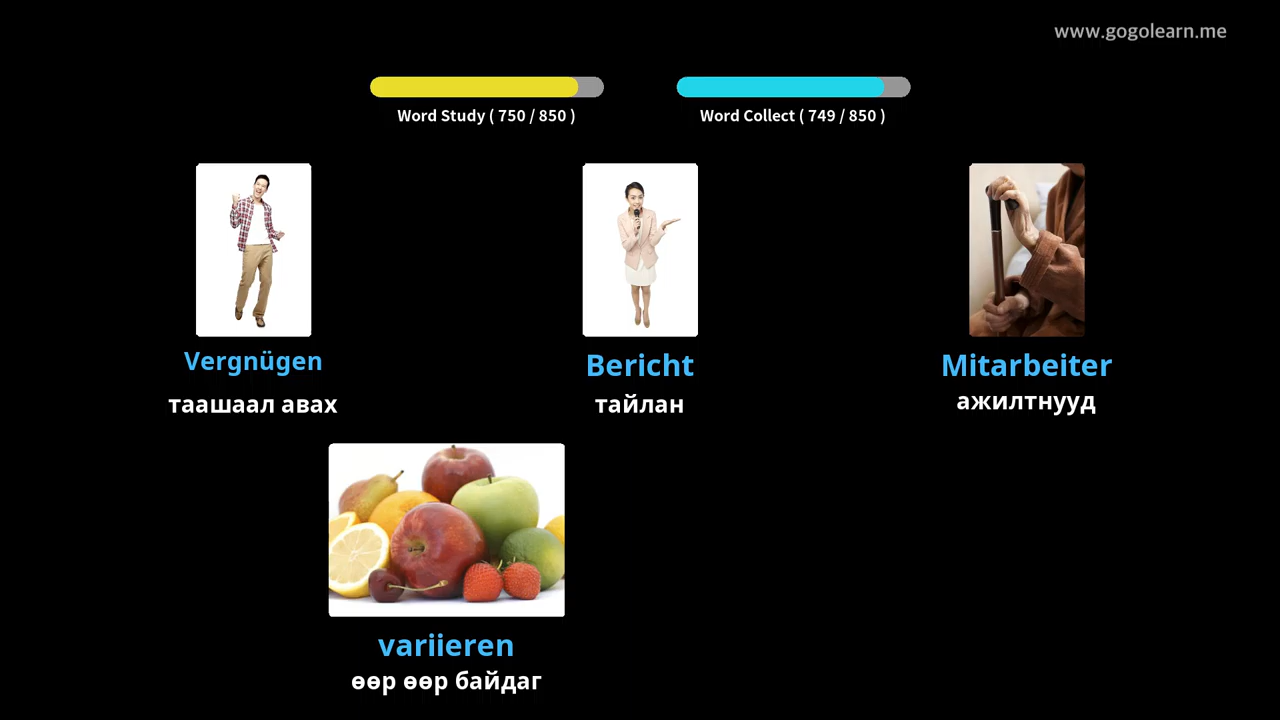 www.gogolearn.me
Word Study ( 750 / 850 )
Word Collect ( 749 / 850 )
Vergnügen
таашаал авах
Bericht
тайлан
Mitarbeiter
ажилтнууд
variieren
өөр өөр байдаг